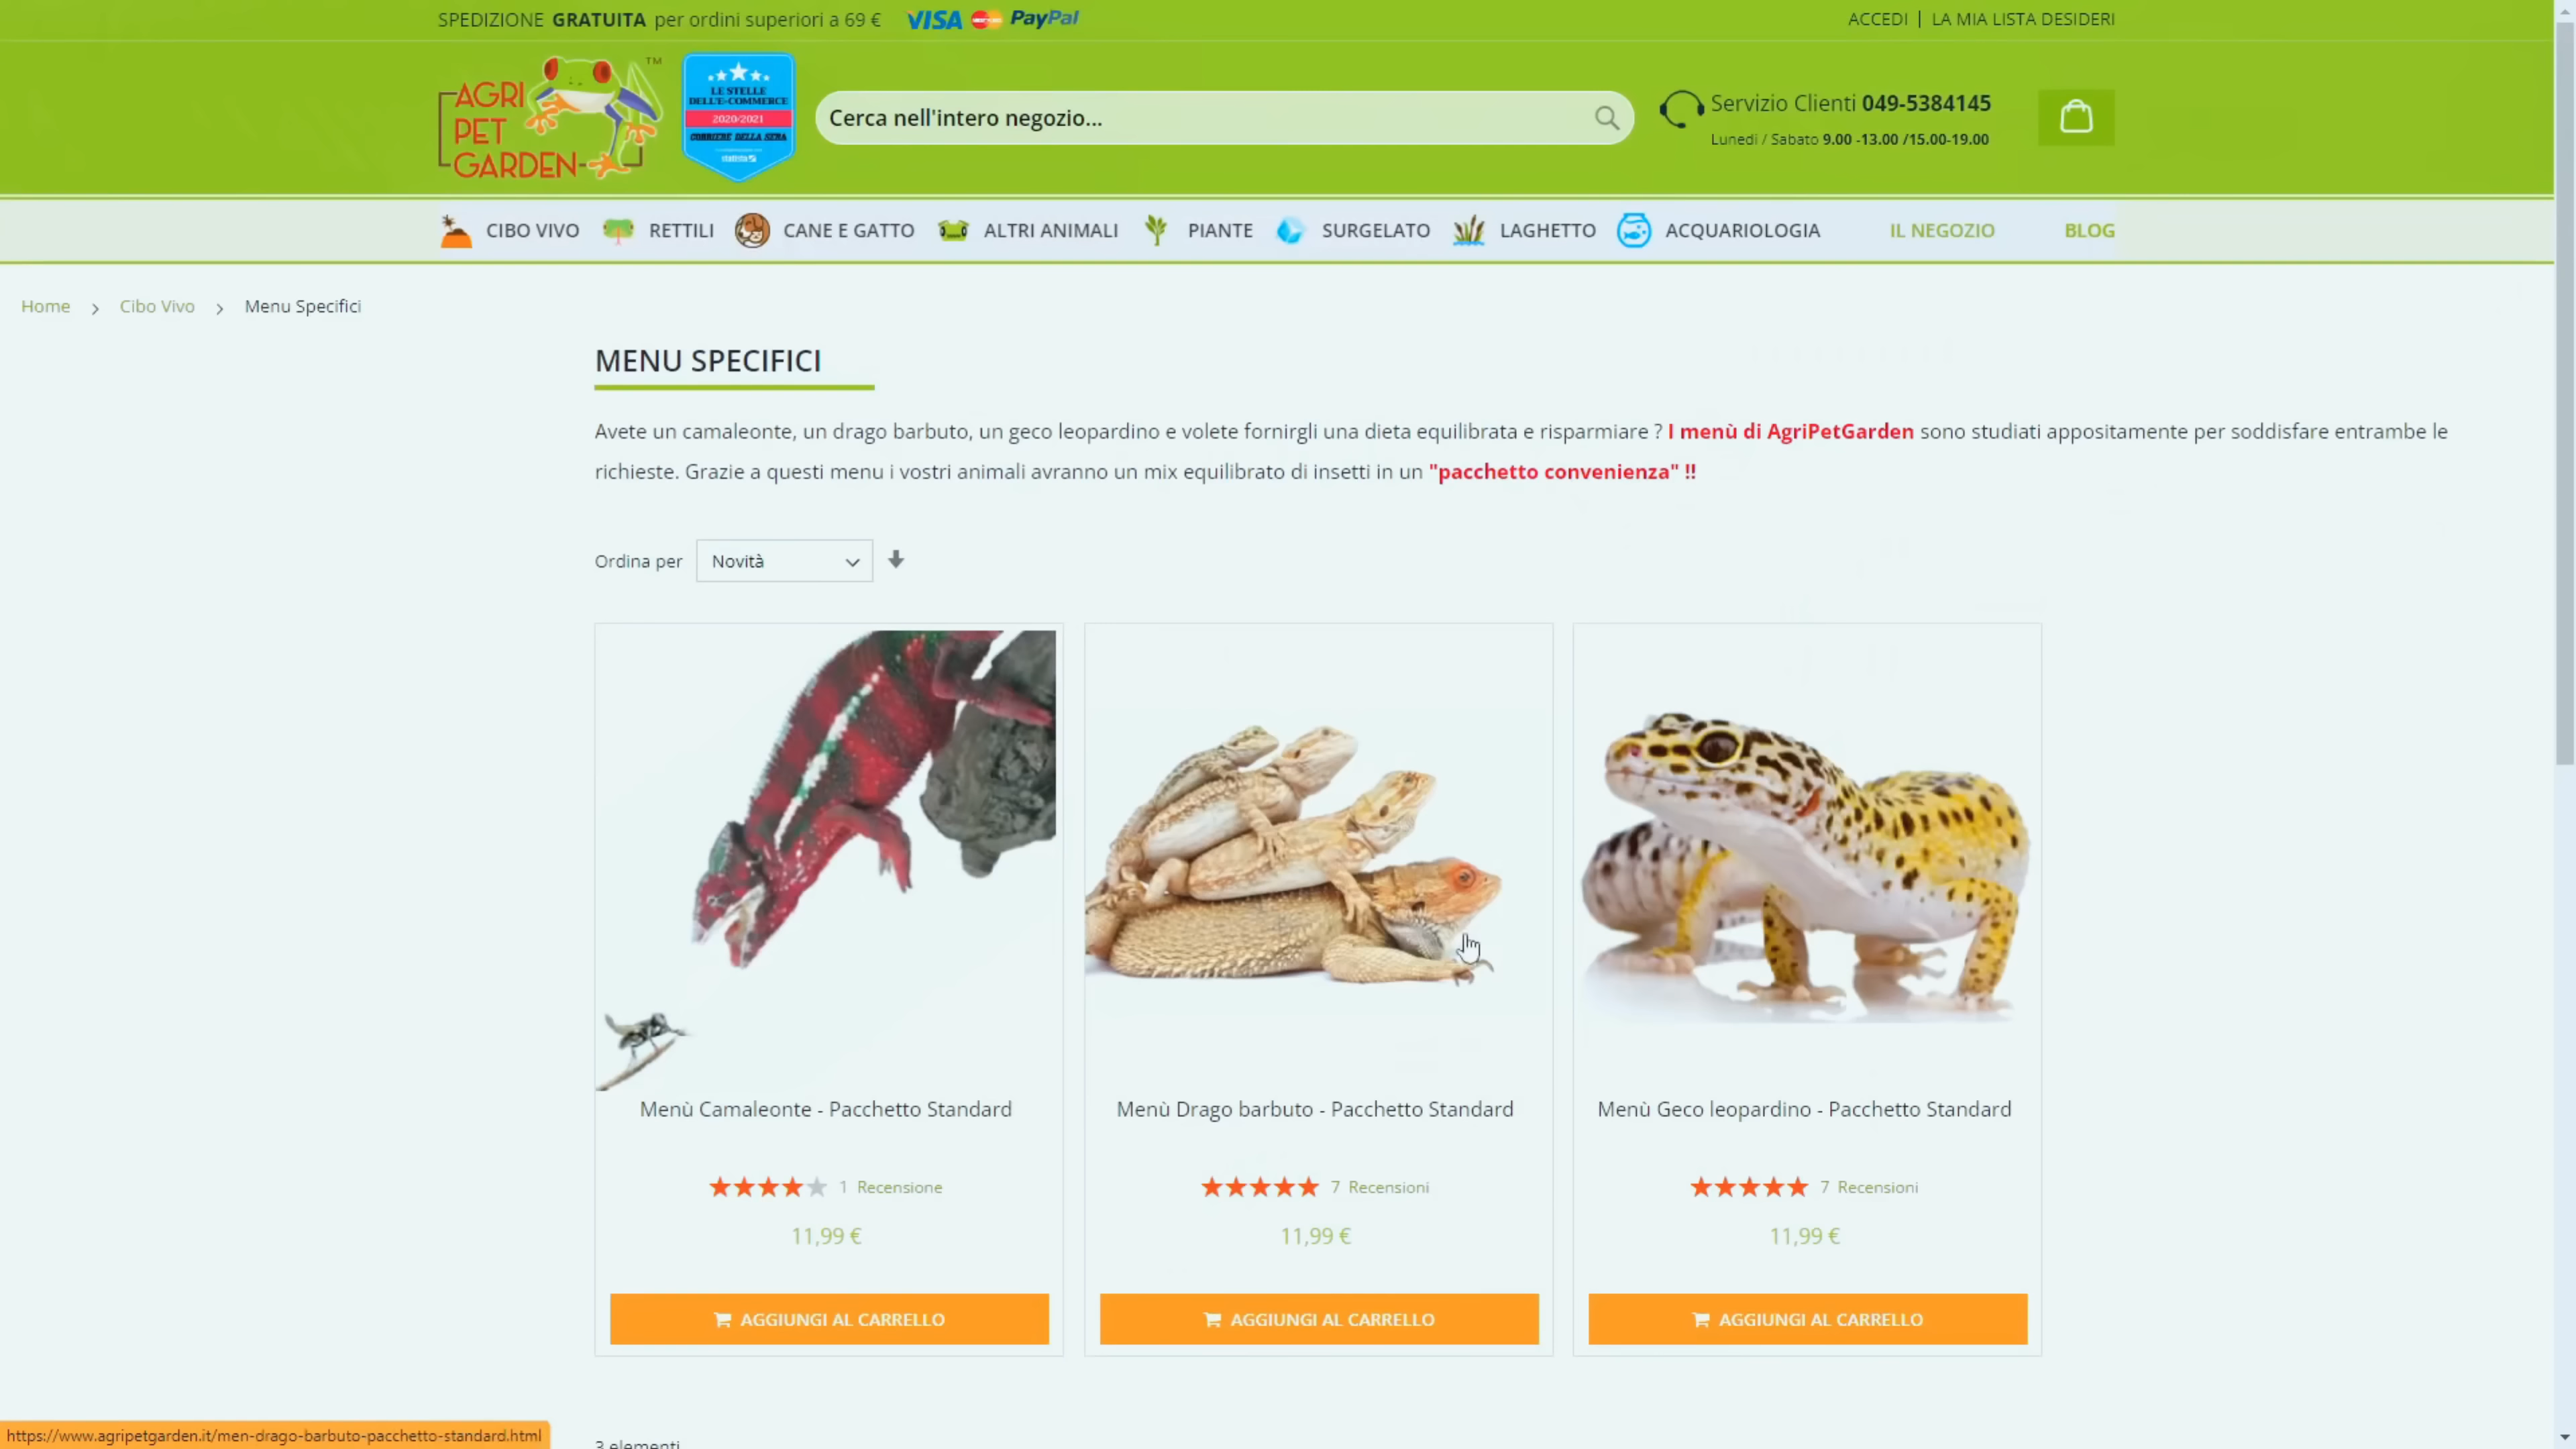 SPEDIZIONE GRATUITA per ordini superiori a 69 € VISA PayPal
ACCEDI | LA MIA LISTA DESIDERI
AGRI
PET
GARDEN
TM
LE STELLE
DELL'E-COMMERCE
2020/2021
CORRIERE DELLA SERA
statista
Cerca nell'intero negozio...
Servizio Clienti 049-5384145
Lunedi / Sabato 9.00 -13.00 /15.00-19.00
CIBO VIVO RETTILI CANE E GATTO ALTRI ANIMALI PIANTE SURGELATO LAGHETTO ACQUARIOLOGIA IL NEGOZIO BLOG
Home > Cibo Vivo > Menu Specifici
MENU SPECIFICI
Avete un camaleonte, un drago barbuto, un geco leopardino e volete fornirgli una dieta equilibrata e risparmiare ? I menù di AgriPetGarden sono studiati appositamente per soddisfare entrambe le
richieste. Grazie a questi menu i vostri animali avranno un mix equilibrato di insetti in un "pacchetto convenienza" !!
Ordina per Novità
Menù Camaleonte - Pacchetto Standard
1 Recensione
11,99 €
AGGIUNGI AL CARRELLO
Menù Drago barbuto - Pacchetto Standard
7 Recensioni
11,99 €
AGGIUNGI AL CARRELLO
Menù Geco leopardino - Pacchetto Standard
7 Recensioni
11,99 €
AGGIUNGI AL CARRELLO
3 elementi
https://www.agripetgarden.it/men-drago-barbuto-pacchetto-standard.html